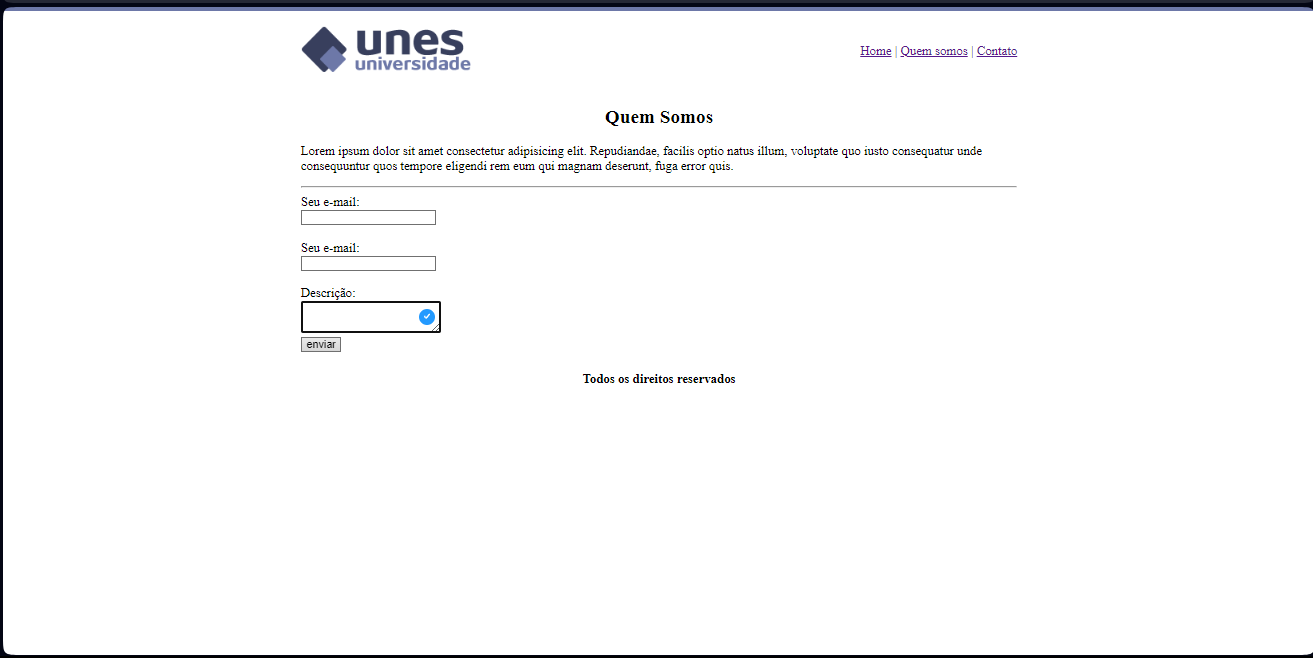 unes
universidade
Home | Quem somos | Contato
Quem Somos
Lorem ipsum dolor sit amet consectetur adipisicing elit. Repudiandae, facilis optio natus illum, voluptate quo iusto consequatur unde
consequuntur quos tempore eligendi rem eum qui magnam deserunt, fuga error quis.
Seu e-mail:
Seu e-mail:
Descrição:
enviar
Todos os direitos reservados